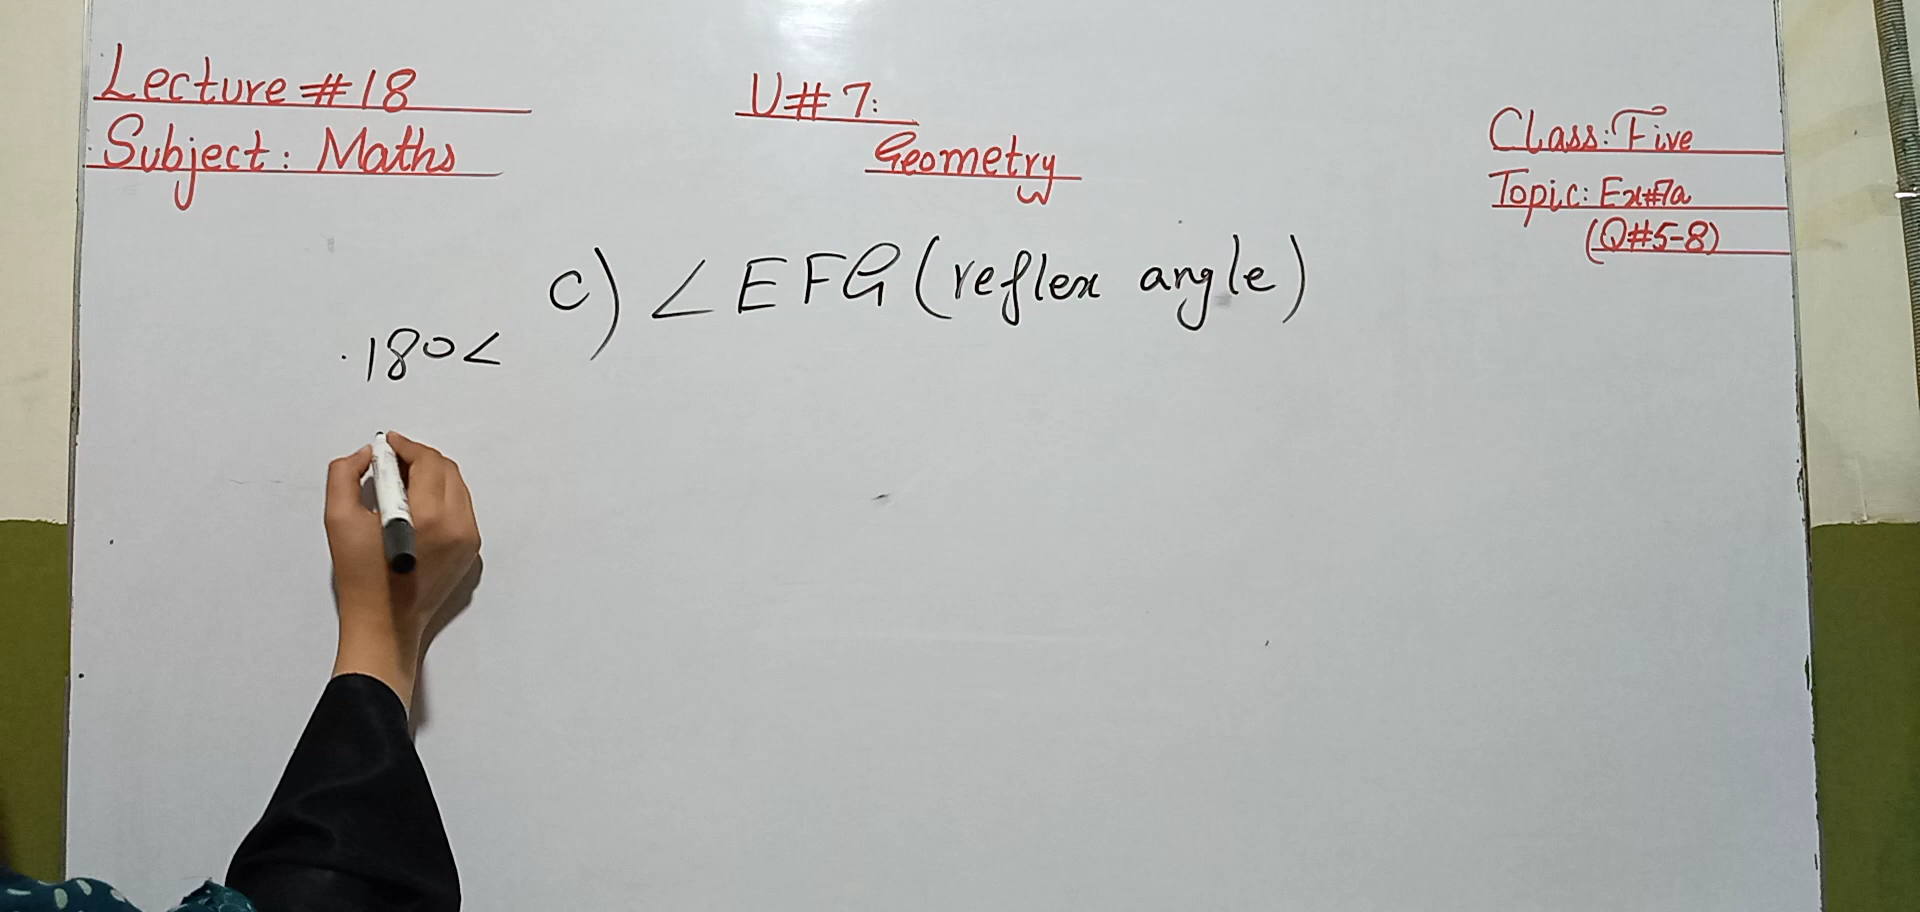 Lecture #18
Subject: Maths
U#7:
Geometry
Class: Five
Topic: Ex#7a
(Q#5-8)
c) ∠EFG (reflex angle)
180<